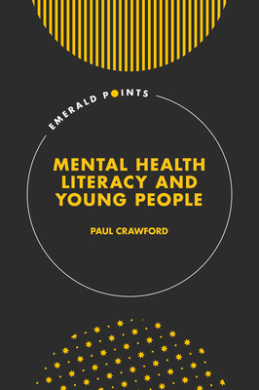 EMERALD POINTS
MENTAL HEALTH
LITERACY AND
YOUNG PEOPLE
PAUL CRAWFORD